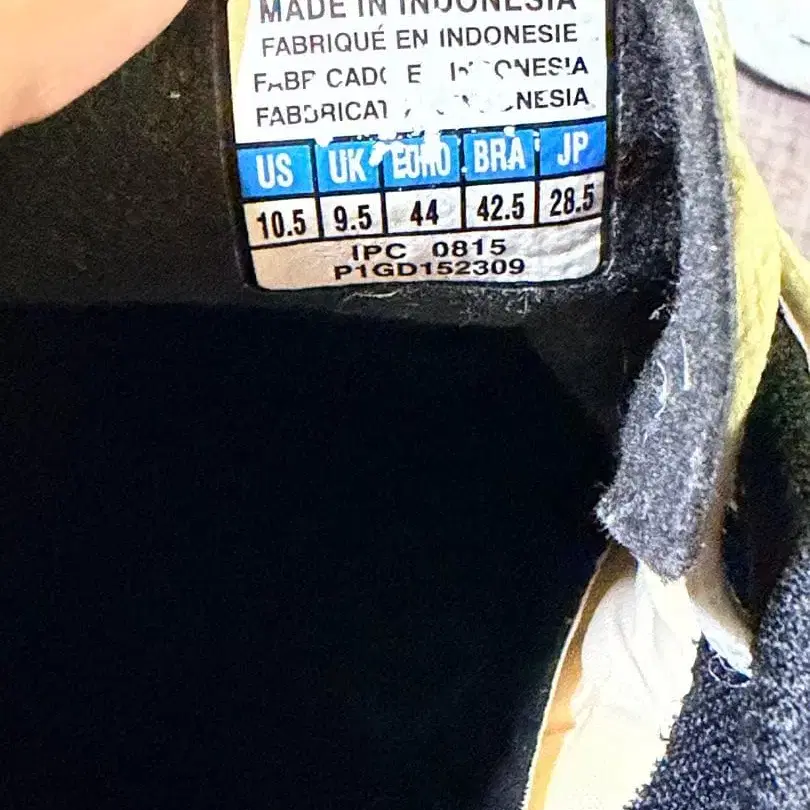 MADE IN INDONESIA
FABRIQUÉ EN INDONESIE
US UK EURO BRA JP
10.5 9.5 44 42.5 28.5
IPC 0815
P1GD152309